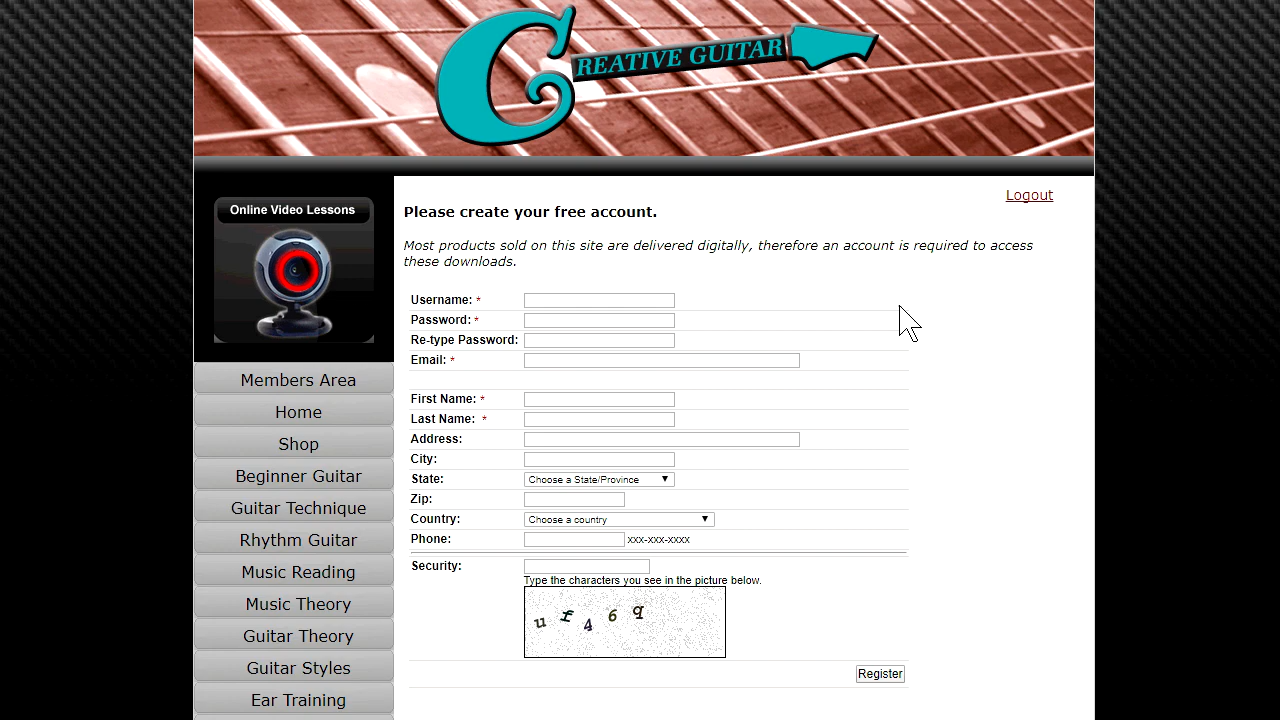 CREATIVE GUITAR
Logout
Online Video Lessons
Please create your free account.
Most products sold on this site are delivered digitally, therefore an account is required to access
these downloads.
Username: *
Password: *
Re-type Password:
Email: *
First Name: *
Last Name: *
Address:
City:
State: Choose a State/Province
Zip:
Country: Choose a country
Phone: xxx-xxx-xxxx
Security:
Type the characters you see in the picture below.
uf46q
Register
Members Area
Home
Shop
Beginner Guitar
Guitar Technique
Rhythm Guitar
Music Reading
Music Theory
Guitar Theory
Guitar Styles
Ear Training